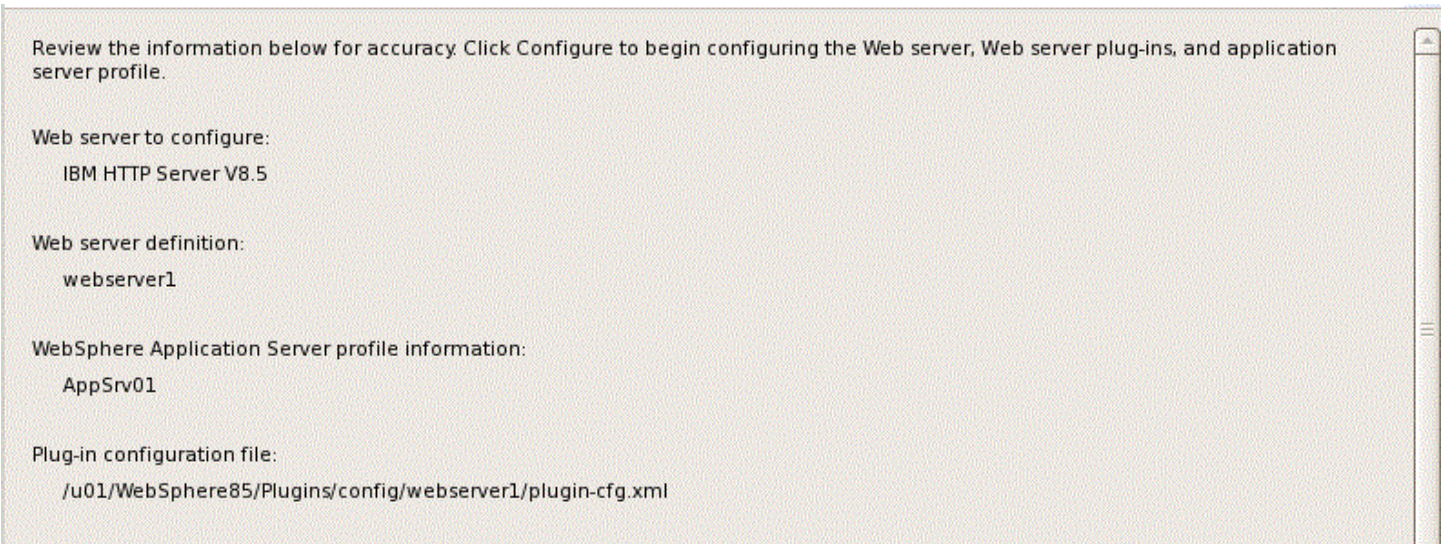 Review the information below for accuracy. Click Configure to begin configuring the Web server, Web server plug-ins, and application
server profile.
Web server to configure:
IBM HTTP Server V8.5
Web server definition:
webserver1
WebSphere Application Server profile information:
AppSrv01
Plug-in configuration file:
/u01/WebSphere85/Plugins/config/webserver1/plugin-cfg.xml